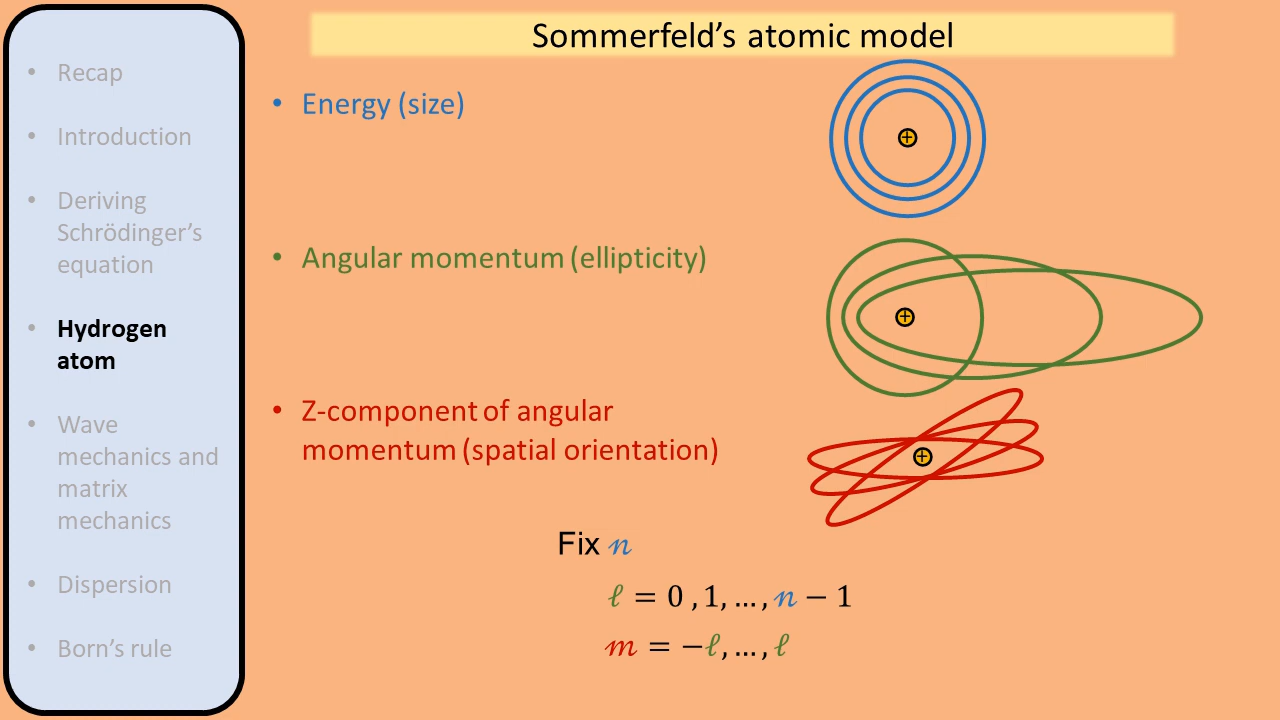 Sommerfeld's atomic model
• Recap
• Introduction
• Deriving
Schrödinger's
equation
• Hydrogen
atom
• Wave
mechanics and
matrix
mechanics
• Dispersion
• Born's rule
• Energy (size)
+
• Angular momentum (ellipticity)
+
• Z-component of angular
momentum (spatial orientation)
+
Fix 𝓃
ℓ = 0 , 1, … , 𝓃 − 1
𝓂 = −ℓ, … , ℓ